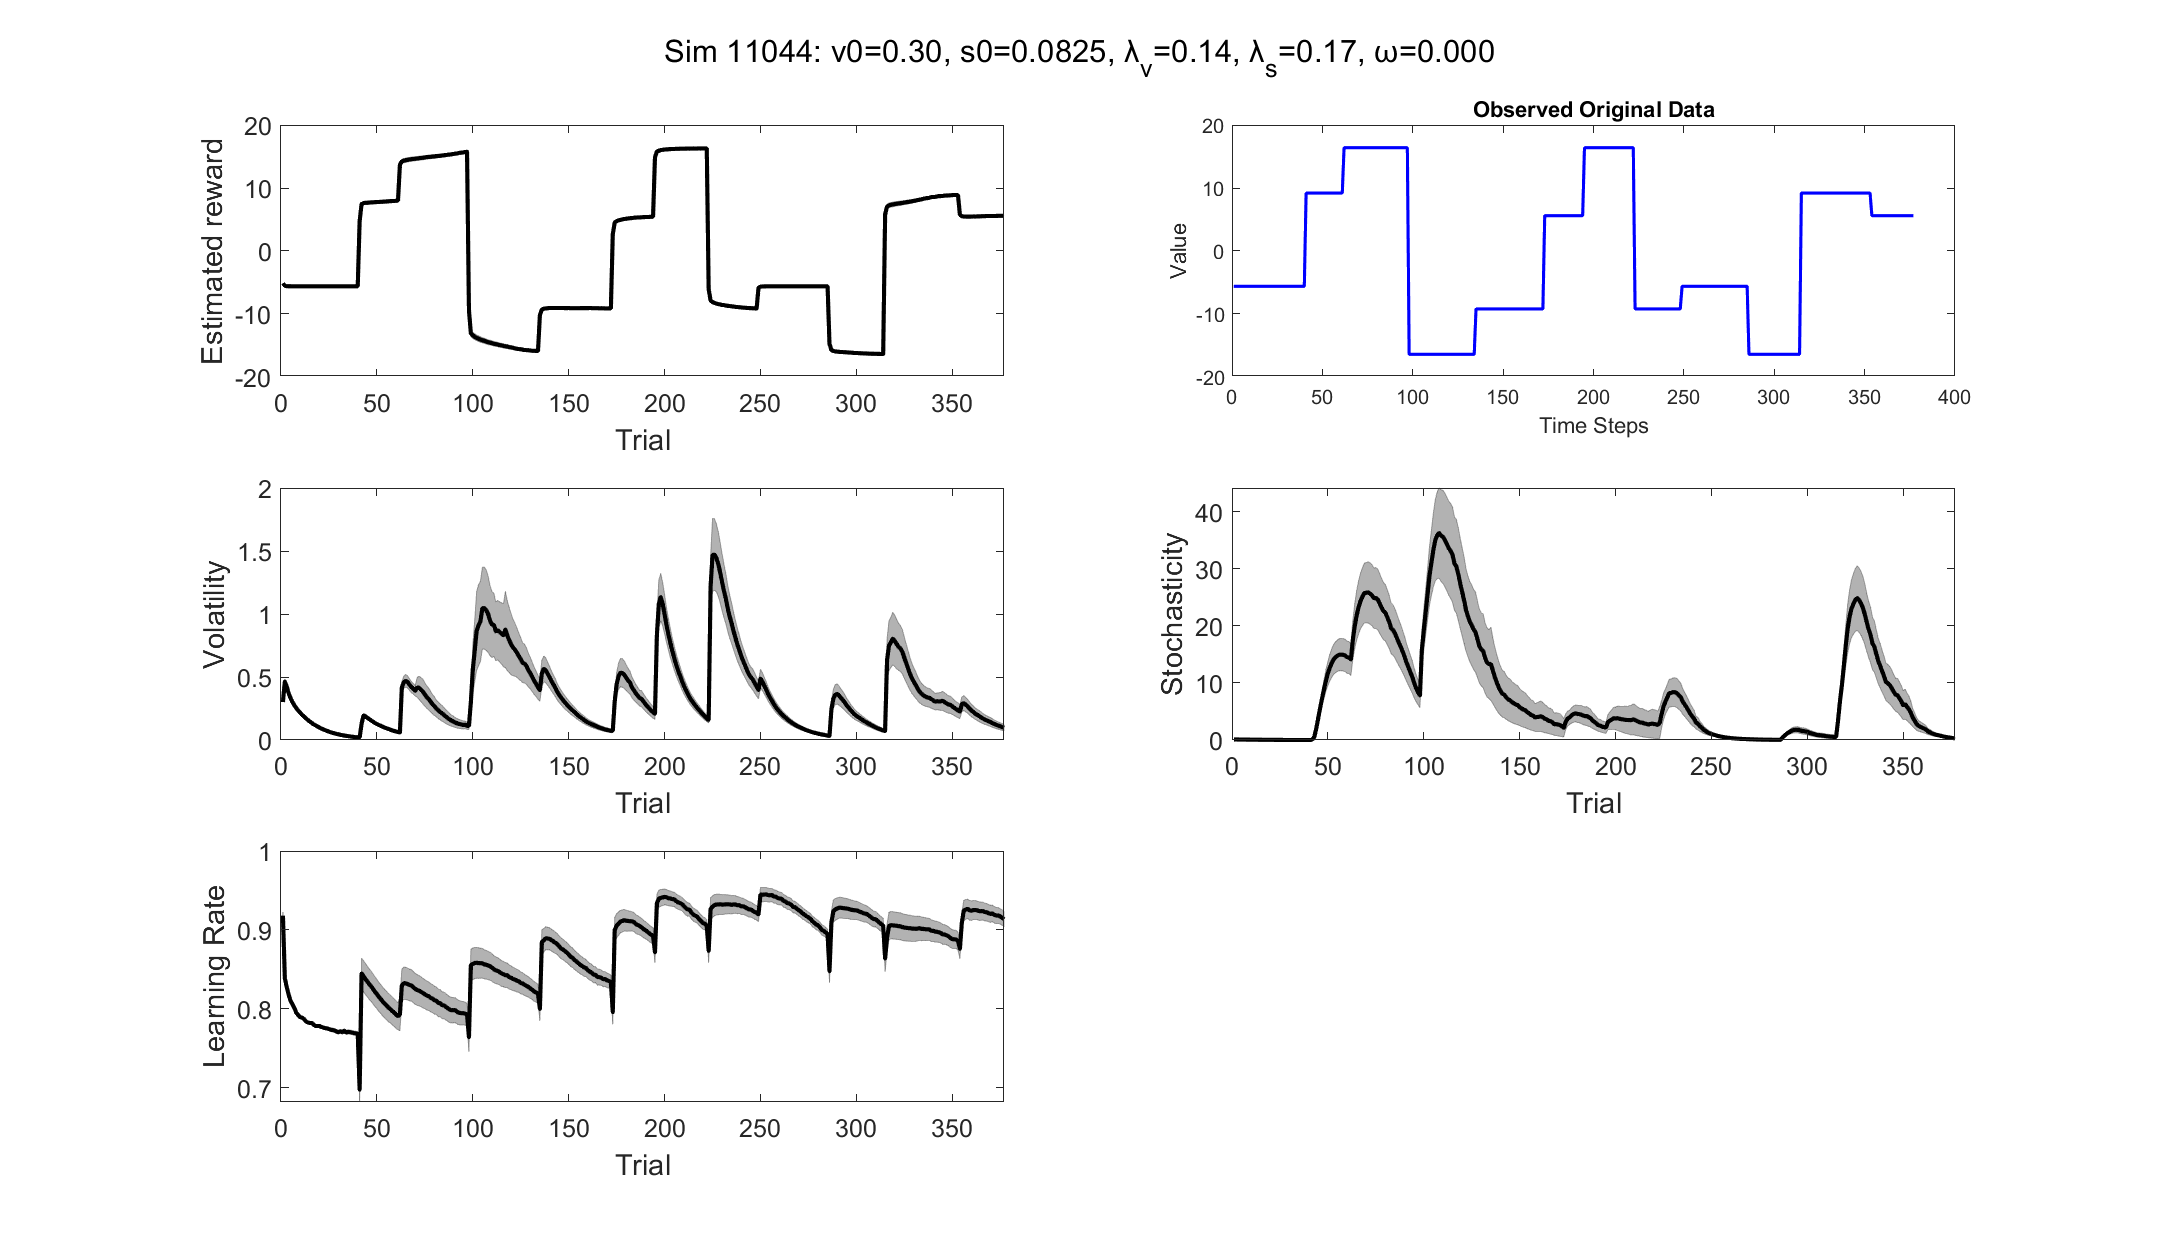 Sim 11044: v0=0.30, s0=0.0825, λ_v=0.14, λ_s=0.17, ω=0.000
20
10
0
-10
-20
Estimated reward
0 50 100 150 200 250 300 350
Trial
Observed Original Data
20
10
0
-10
-20
Value
0 50 100 150 200 250 300 350 400
Time Steps
2
1.5
1
0.5
0
Volatility
0 50 100 150 200 250 300 350
Trial
40
30
20
10
0
Stochasticity
0 50 100 150 200 250 300 350
Trial
1
0.9
0.8
0.7
Learning Rate
0 50 100 150 200 250 300 350
Trial